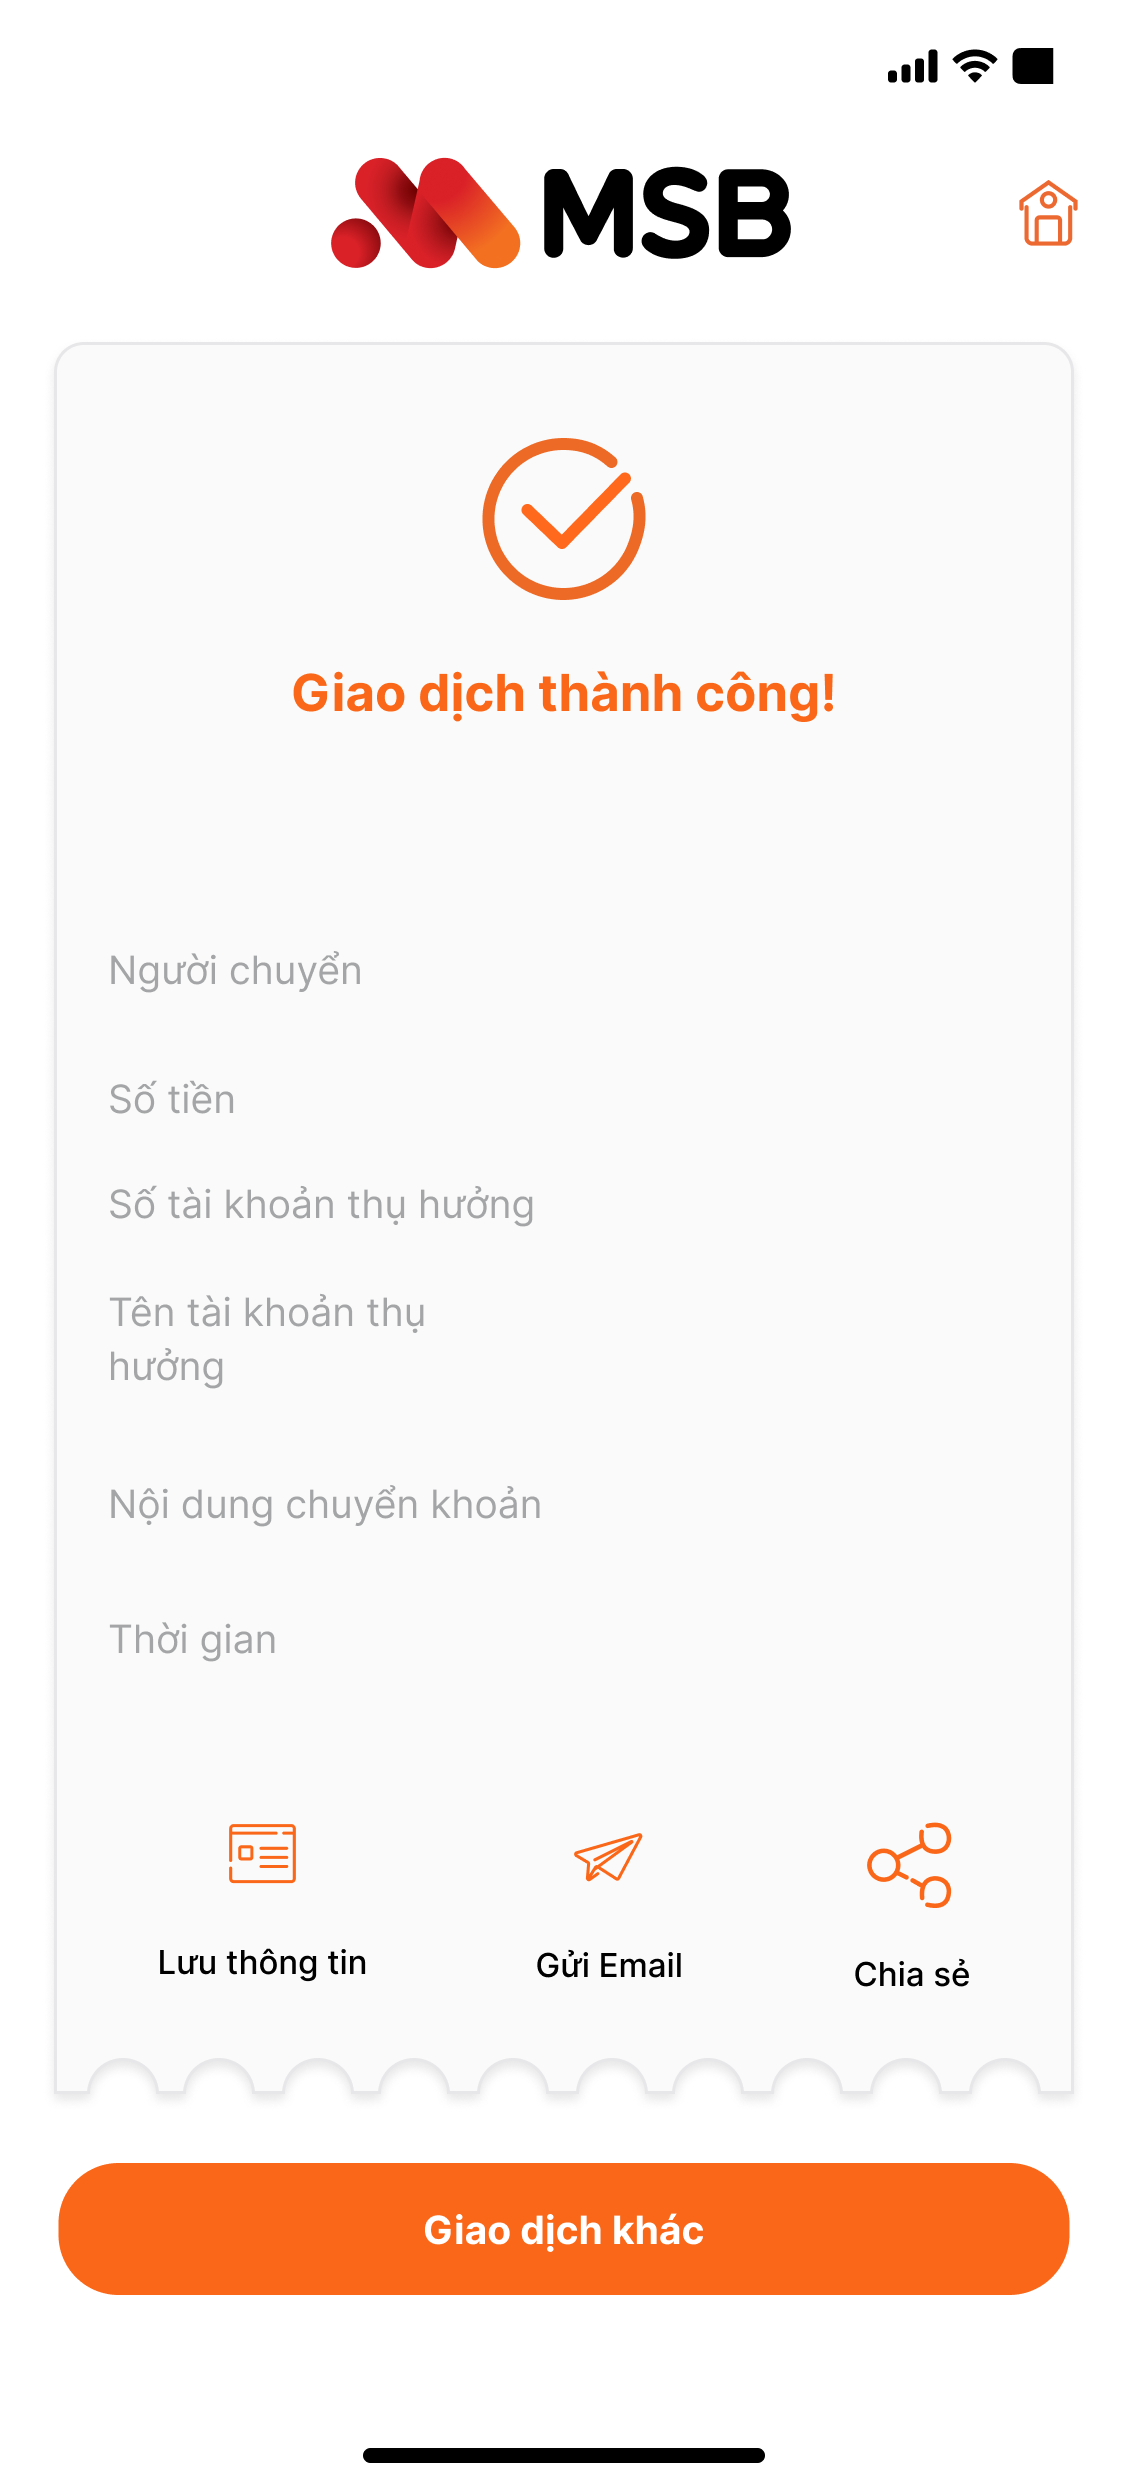 MSB
Giao dịch thành công!
Người chuyển
Số tiền
Số tài khoản thụ hưởng
Tên tài khoản thụ
hưởng
Nội dung chuyển khoản
Thời gian
Lưu thông tin
Gửi Email
Chia sẻ
Giao dịch khác